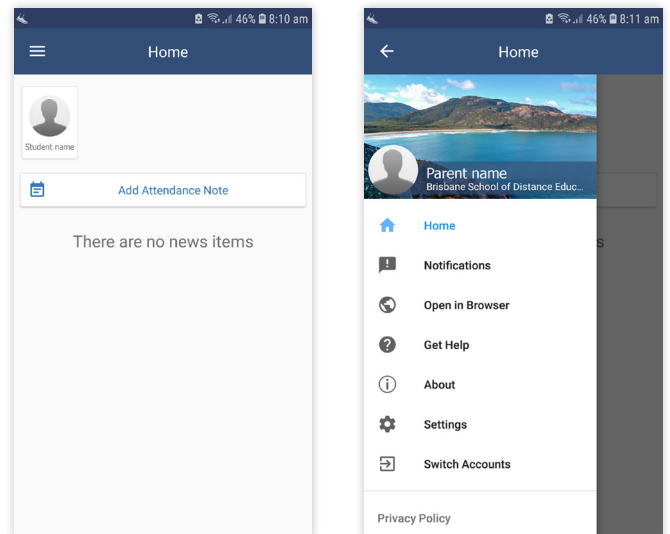 46% 8:10 am
Home
Student name
Add Attendance Note
There are no news items
46% 8:11 am
Home
Parent name
Brisbane School of Distance Educ...
Home
s
Notifications
Open in Browser
Get Help
About
Settings
Switch Accounts
Privacy Policy